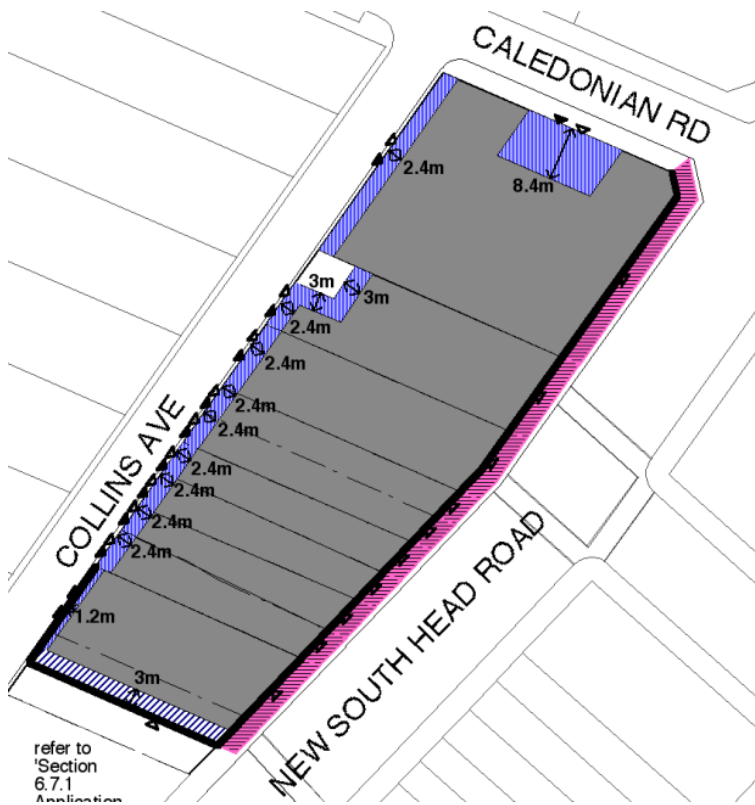 CALEDONIAN RD
2.4m
8.4m
3m
3m
2.4m
2.4m
2.4m
2.4m
2.4m
2.4m
2.4m
2.4m
COLLINS AVE
1.2m
3m
NEW SOUTH HEAD ROAD
refer to
'Section
6.7.1
Application